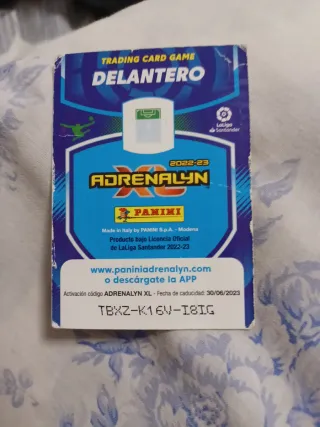 TRADING CARD GAME
DELANTERO
LaLiga
Santander
2022-23
ADRENALYN
XL
PANINI
Made in Italy by PANINI S.p.A. - Modena
Producto bajo Licencia Oficial
de LaLiga Santander 2022-23
www.paniniadrenalyn.com
o descárgate la APP
Activación código ADRENALYN XL - Fecha de caducidad: 30/06/2023
TBXZ-K16V-I8IG